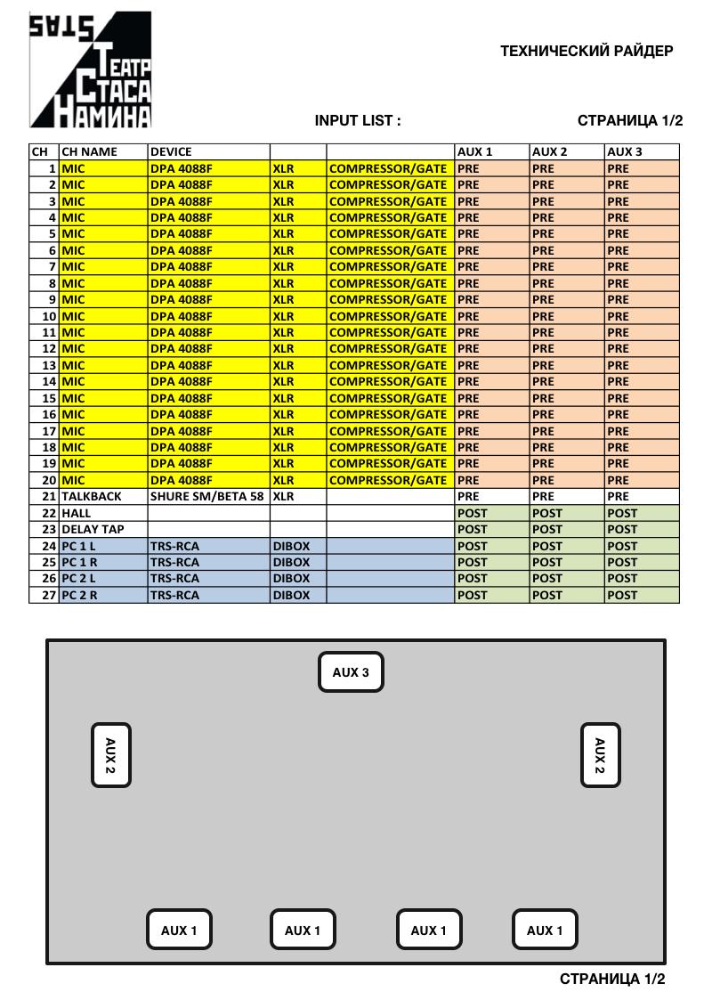 STAS
ТЕАТР
СТАСА
НАМИНА
ТЕХНИЧЕСКИЙ РАЙДЕР
INPUT LIST : СТРАНИЦА 1/2
CH CH NAME DEVICE AUX 1 AUX 2 AUX 3
1 MIC DPA 4088F XLR COMPRESSOR/GATE PRE PRE PRE
2 MIC DPA 4088F XLR COMPRESSOR/GATE PRE PRE PRE
3 MIC DPA 4088F XLR COMPRESSOR/GATE PRE PRE PRE
4 MIC DPA 4088F XLR COMPRESSOR/GATE PRE PRE PRE
5 MIC DPA 4088F XLR COMPRESSOR/GATE PRE PRE PRE
6 MIC DPA 4088F XLR COMPRESSOR/GATE PRE PRE PRE
7 MIC DPA 4088F XLR COMPRESSOR/GATE PRE PRE PRE
8 MIC DPA 4088F XLR COMPRESSOR/GATE PRE PRE PRE
9 MIC DPA 4088F XLR COMPRESSOR/GATE PRE PRE PRE
10 MIC DPA 4088F XLR COMPRESSOR/GATE PRE PRE PRE
11 MIC DPA 4088F XLR COMPRESSOR/GATE PRE PRE PRE
12 MIC DPA 4088F XLR COMPRESSOR/GATE PRE PRE PRE
13 MIC DPA 4088F XLR COMPRESSOR/GATE PRE PRE PRE
14 MIC DPA 4088F XLR COMPRESSOR/GATE PRE PRE PRE
15 MIC DPA 4088F XLR COMPRESSOR/GATE PRE PRE PRE
16 MIC DPA 4088F XLR COMPRESSOR/GATE PRE PRE PRE
17 MIC DPA 4088F XLR COMPRESSOR/GATE PRE PRE PRE
18 MIC DPA 4088F XLR COMPRESSOR/GATE PRE PRE PRE
19 MIC DPA 4088F XLR COMPRESSOR/GATE PRE PRE PRE
20 MIC DPA 4088F XLR COMPRESSOR/GATE PRE PRE PRE
21 TALKBACK SHURE SM/BETA 58 XLR PRE PRE PRE
22 HALL POST POST POST
23 DELAY TAP POST POST POST
24 PC 1 L TRS-RCA DIBOX POST POST POST
25 PC 1 R TRS-RCA DIBOX POST POST POST
26 PC 2 L TRS-RCA DIBOX POST POST POST
27 PC 2 R TRS-RCA DIBOX POST POST POST
AUX 3
AUX 2 AUX 2
AUX 1 AUX 1 AUX 1 AUX 1
СТРАНИЦА 1/2